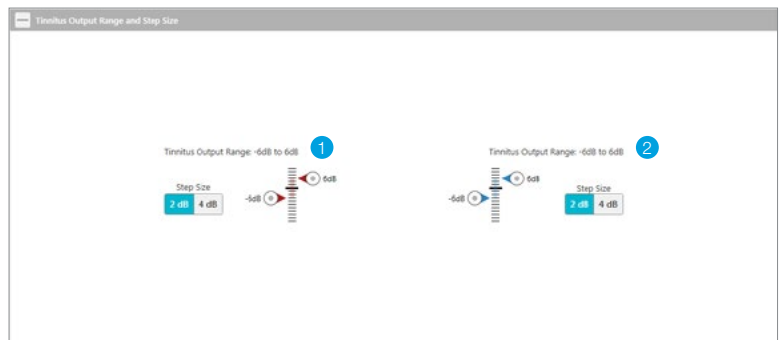 Tinnitus Output Range and Step Size
Tinnitus Output Range: -6dB to 6dB 1
6dB
Step Size
-6dB
2 dB 4 dB
Tinnitus Output Range: -6dB to 6dB 2
6dB
-6dB
Step Size
2 dB 4 dB